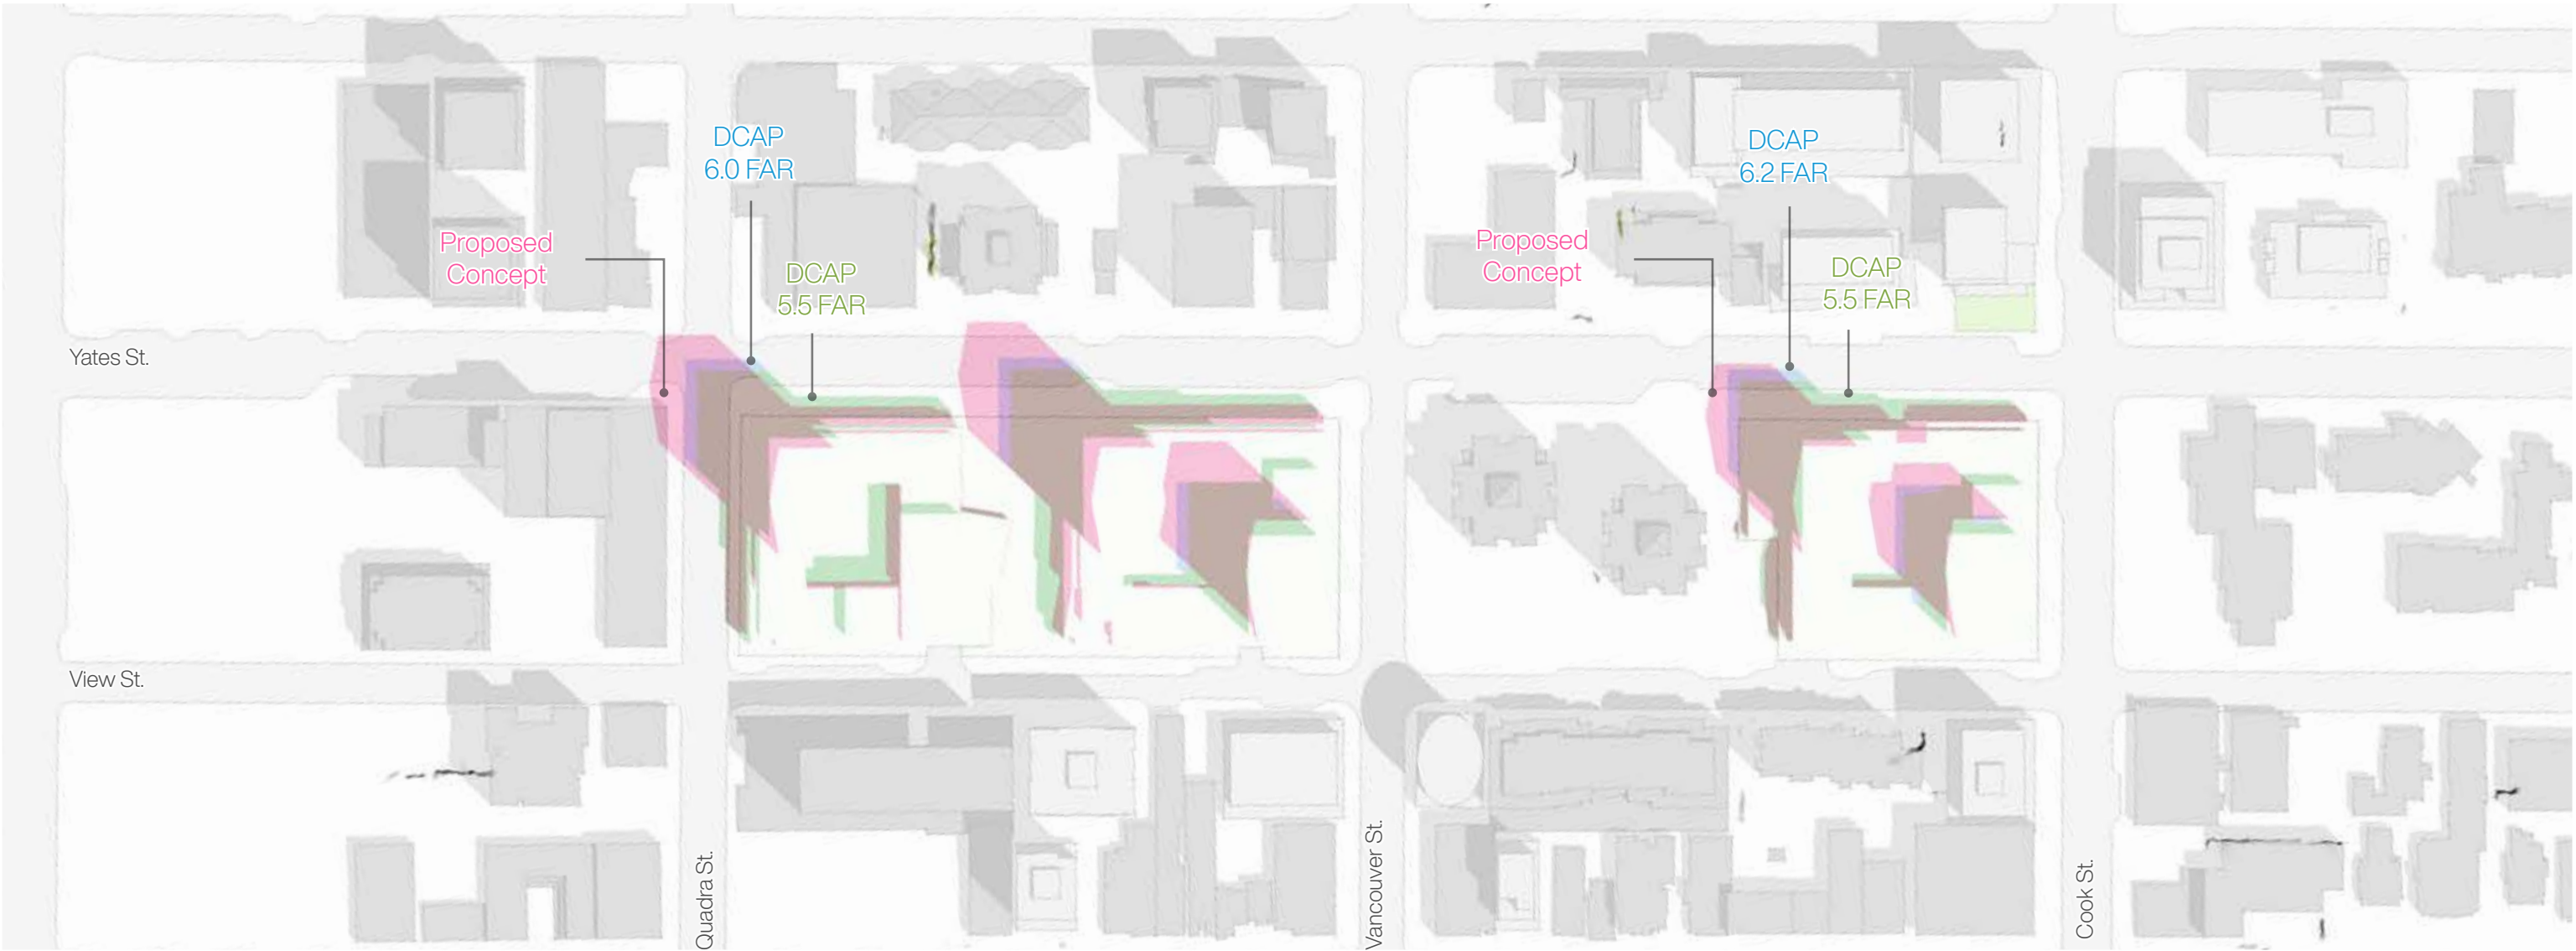 DCAP
6.0 FAR
DCAP
6.2 FAR
Proposed
Concept
DCAP
5.5 FAR
Proposed
Concept
DCAP
5.5 FAR
Yates St.
View St.
Quadra St.
Vancouver St.
Cook St.